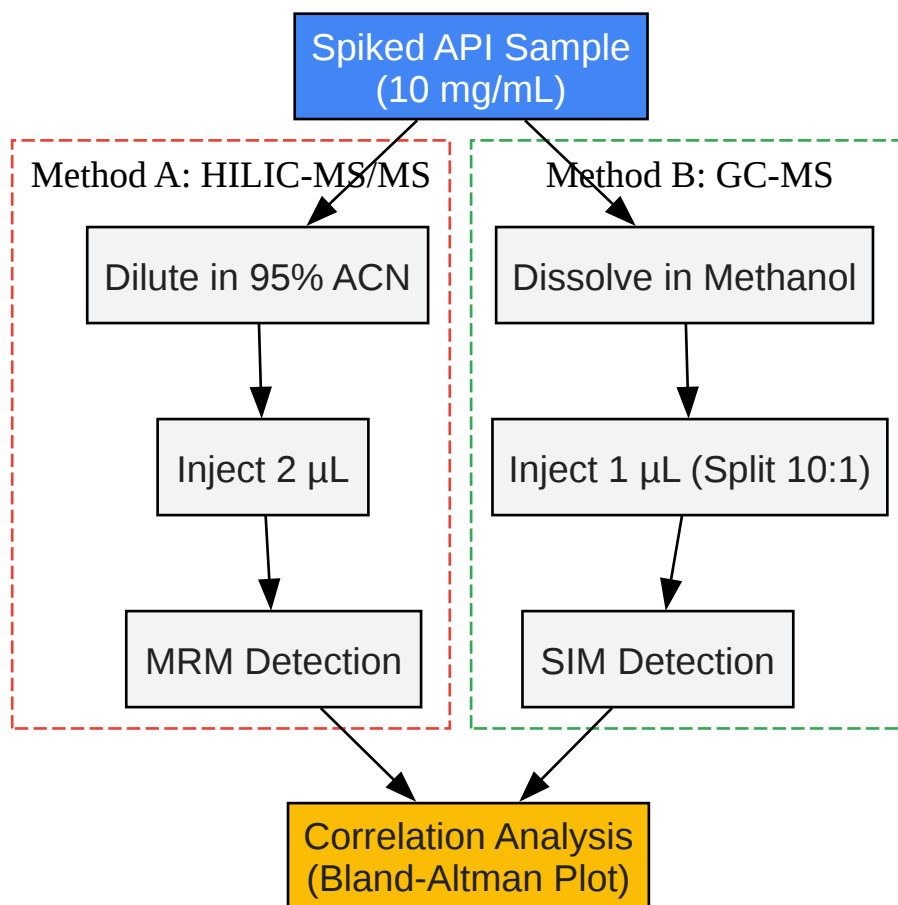 Spiked API Sample
(10 mg/mL)
Method A: HILIC-MS/MS
Method B: GC-MS
Dilute in 95% ACN
Dissolve in Methanol
Inject 2 µL
Inject 1 µL (Split 10:1)
MRM Detection
SIM Detection
Correlation Analysis
(Bland-Altman Plot)